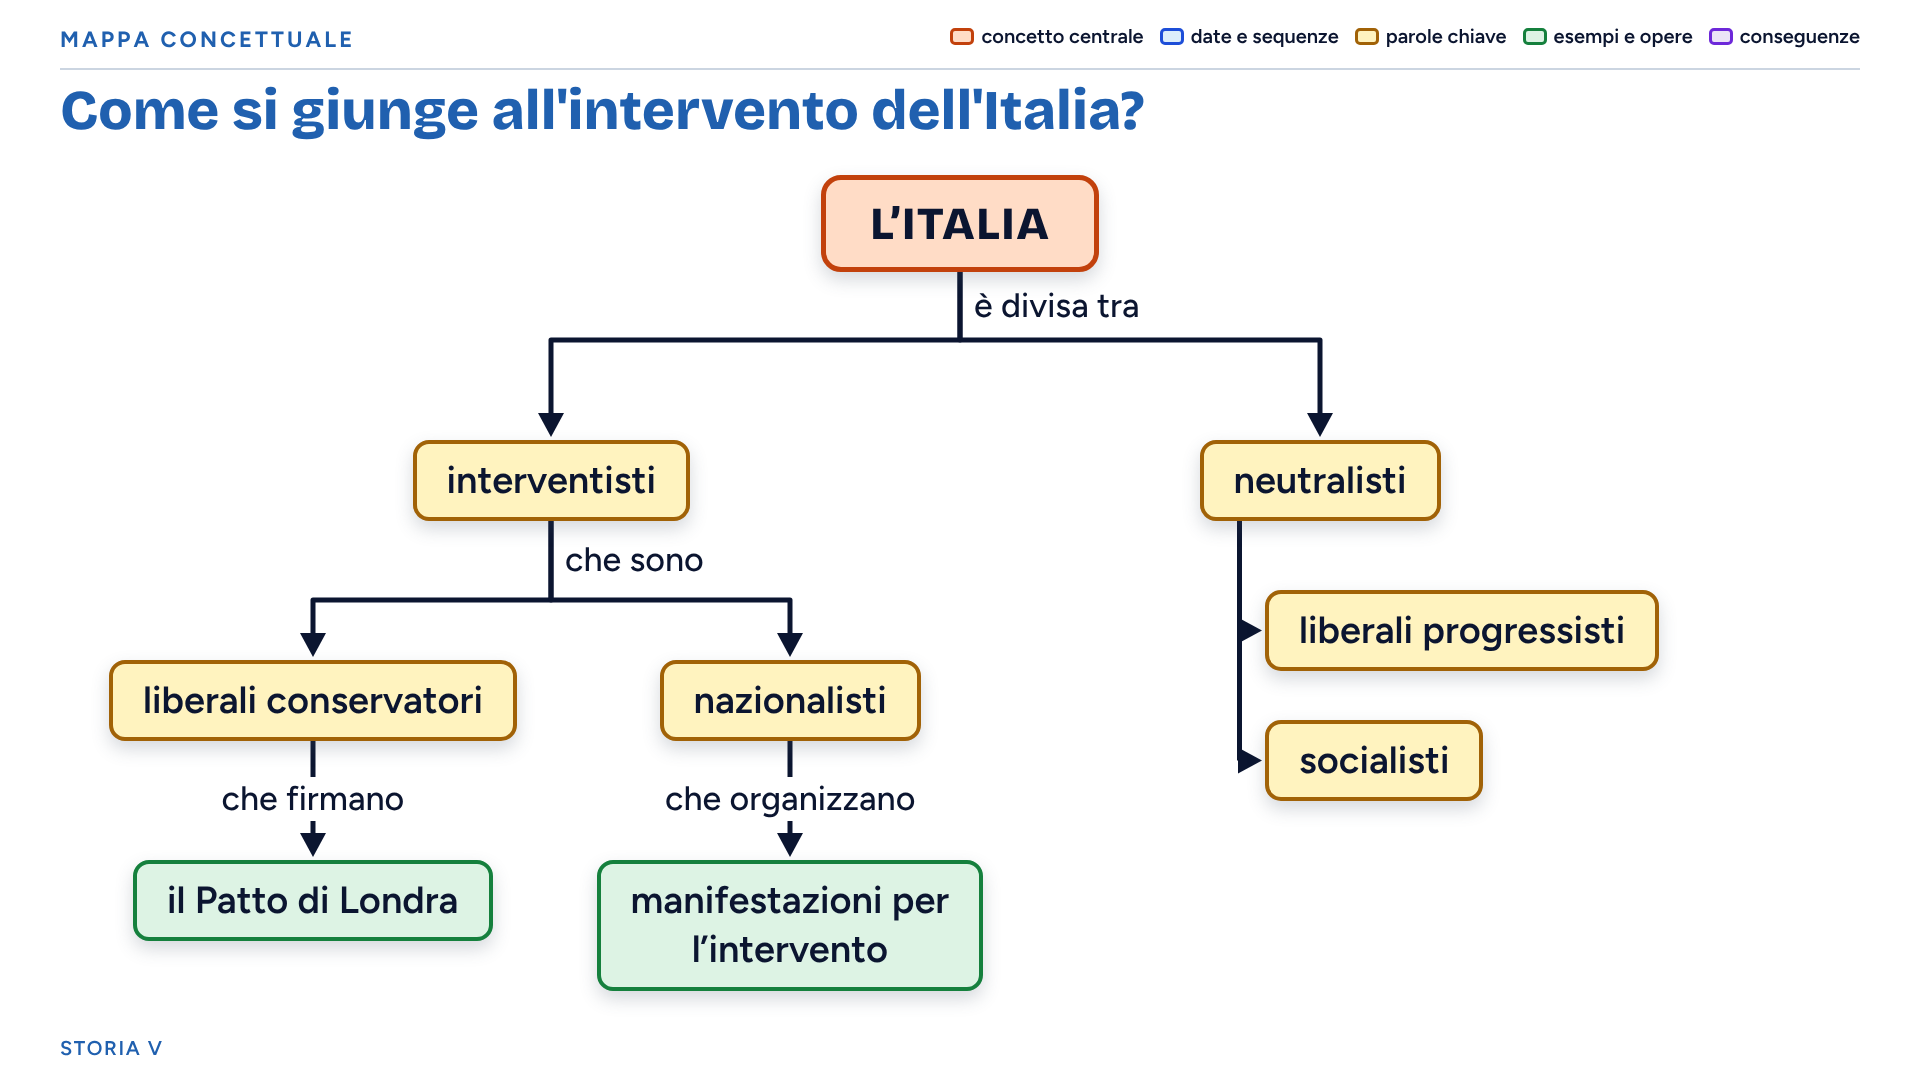 MAPPA CONCETTUALE
concetto centrale
date e sequenze
parole chiave
esempi e opere
conseguenze
Come si giunge all'intervento dell'Italia?
L’ITALIA
è divisa tra
interventisti
neutralisti
che sono
liberali progressisti
liberali conservatori
nazionalisti
socialisti
che firmano
che organizzano
il Patto di Londra
manifestazioni per
l’intervento
STORIA V